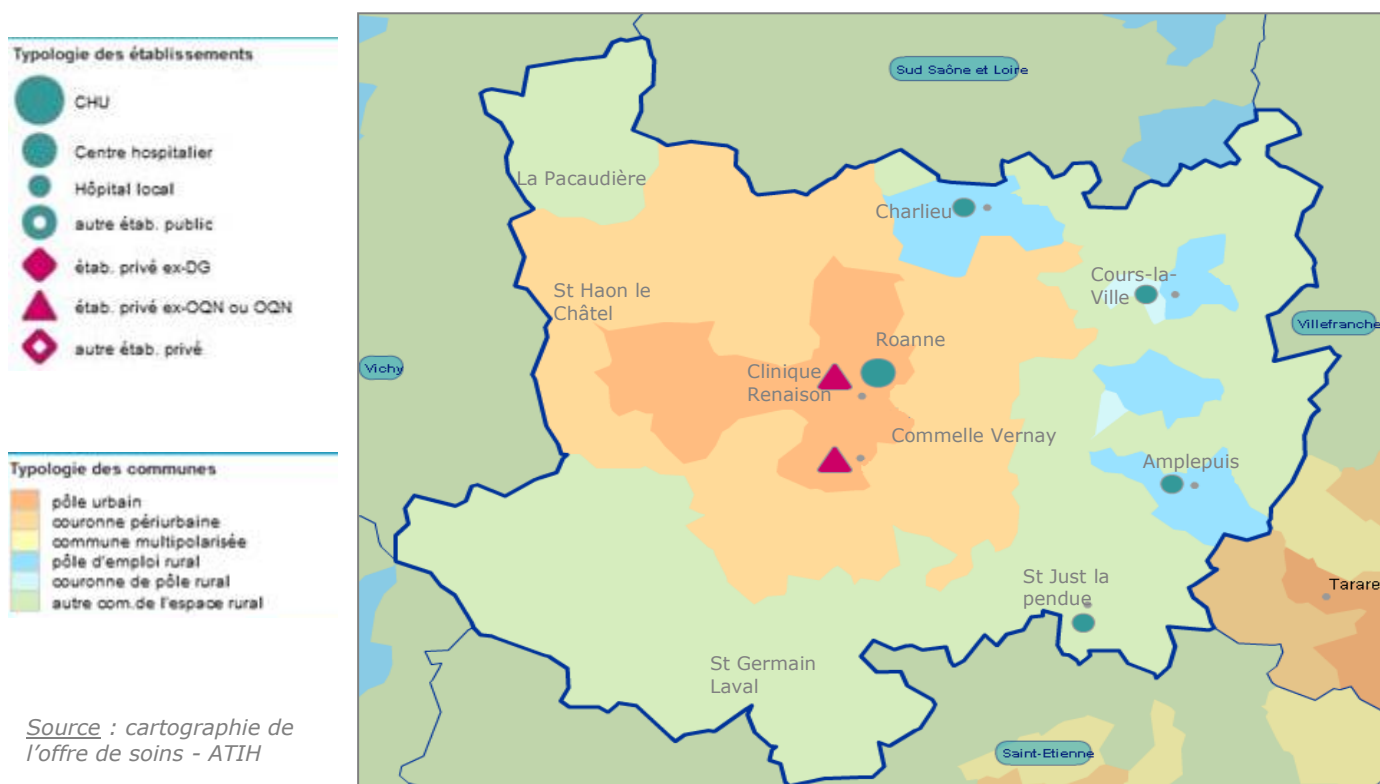 Typologie des établissements
CHU
Centre hospitalier
Hôpital local
autre étab. public
étab. privé ex-DG
étab. privé ex-OQN ou OQN
autre étab. privé
Typologie des communes
pôle urbain
couronne périurbaine
commune multipolarisée
pôle d'emploi rural
couronne de pôle rural
autre com.de l'espace rural
Source : cartographie de
l'offre de soins - ATIH
Sud Saône et Loire
La Pacaudière
Charlieu
Cours-la-
Ville
St Haon le
Châtel
Villefranche
Roanne
Vichy
Clinique
Renaison
Commelle Vernay
Amplepuis
St Just la
pendue
Tarare
St Germain
Laval
Saint-Etienne